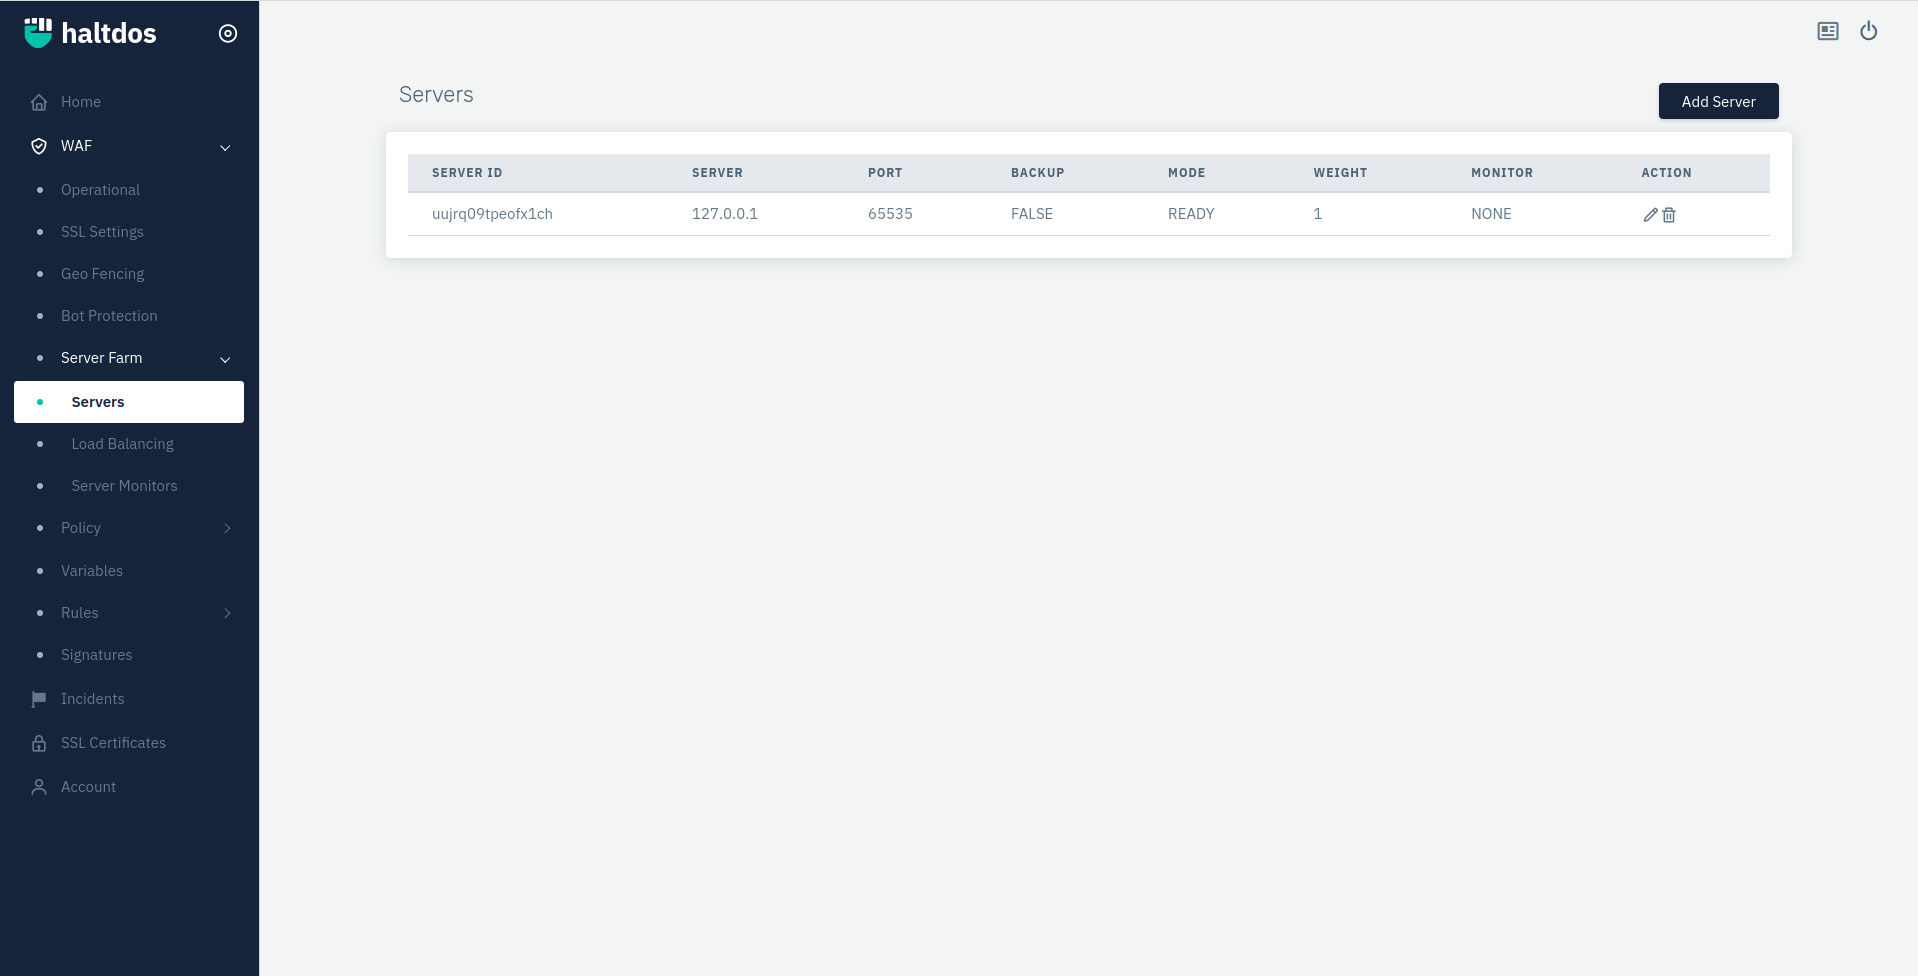 haltdos
Home
WAF
Operational
SSL Settings
Geo Fencing
Bot Protection
Server Farm
Servers
Load Balancing
Server Monitors
Policy
Variables
Rules
Signatures
Incidents
SSL Certificates
Account
Servers
Add Server
SERVER ID SERVER PORT BACKUP MODE WEIGHT MONITOR ACTION
uujrq09tpeofx1ch 127.0.0.1 65535 FALSE READY 1 NONE